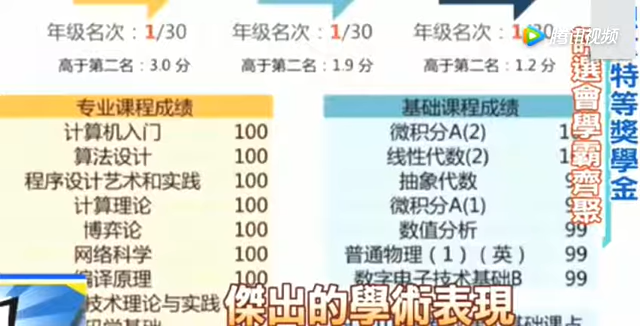 年级名次：1/30
年级名次：1/30
年级名次：1/30
高于第二名：3.0 分
高于第二名：1.9 分
高于第二名：1.2 分
腾讯视频
专业课程成绩
计算机入门 100
算法设计 100
程序设计艺术和实践 100
计算理论 100
博弈论 100
网络科学 100
编译原理 100
技术理论与实践
基础课程成绩
微积分A(2)
线性代数(2)
抽象代数
微积分A(1)
数值分析 99
普通物理（1）（英） 99
数字电子技术基础B 99
特等獎學金
選會學霸齊聚
傑出的學術表現